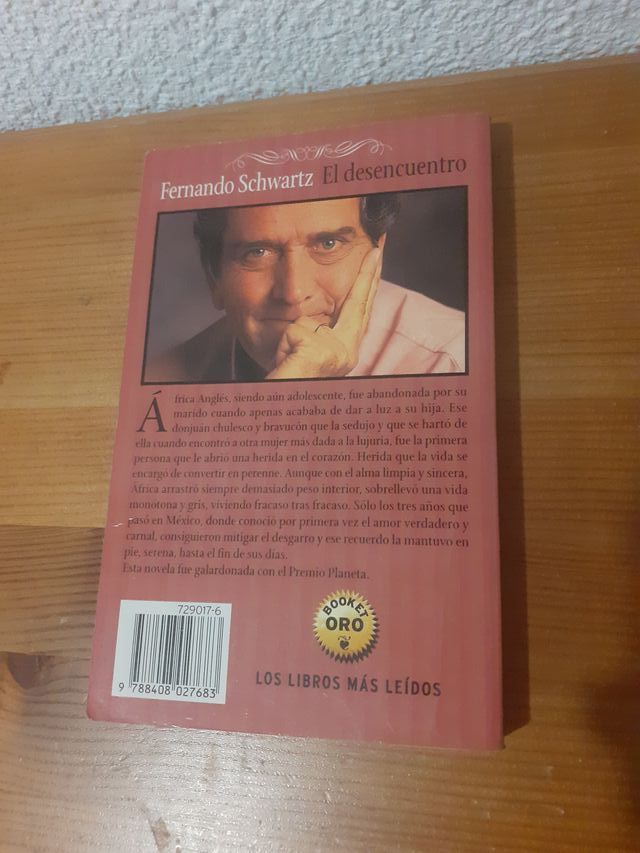 Fernando Schwartz El desencuentro
África Anglés, siendo aún adolescente, fue abandonada por su
marido cuando apenas acababa de dar a luz a su hija. Ese
donjuán chulesco y bravucón que la sedujo y que se hartó de
ella cuando encontró a otra mujer más dada a la lujuria, fue la primera
persona que le abrió una herida en el corazón. Herida que la vida se
encargó de convertir en perenne. Aunque con el alma limpia y sincera,
África arrastró siempre demasiado peso interior, sobrellevó una vida
monótona y gris, viviendo fracaso tras fracaso. Sólo los tres años que
pasó en México, donde conoció por primera vez el amor verdadero y
carnal, consiguieron mitigar el desgarro y ese recuerdo la mantuvo en
pie, serena, hasta el fin de sus días.
Esta novela fue galardonada con el Premio Planeta.
729017-6
9 788408 027683
BOOKET
ORO
LOS LIBROS MÁS LEÍDOS